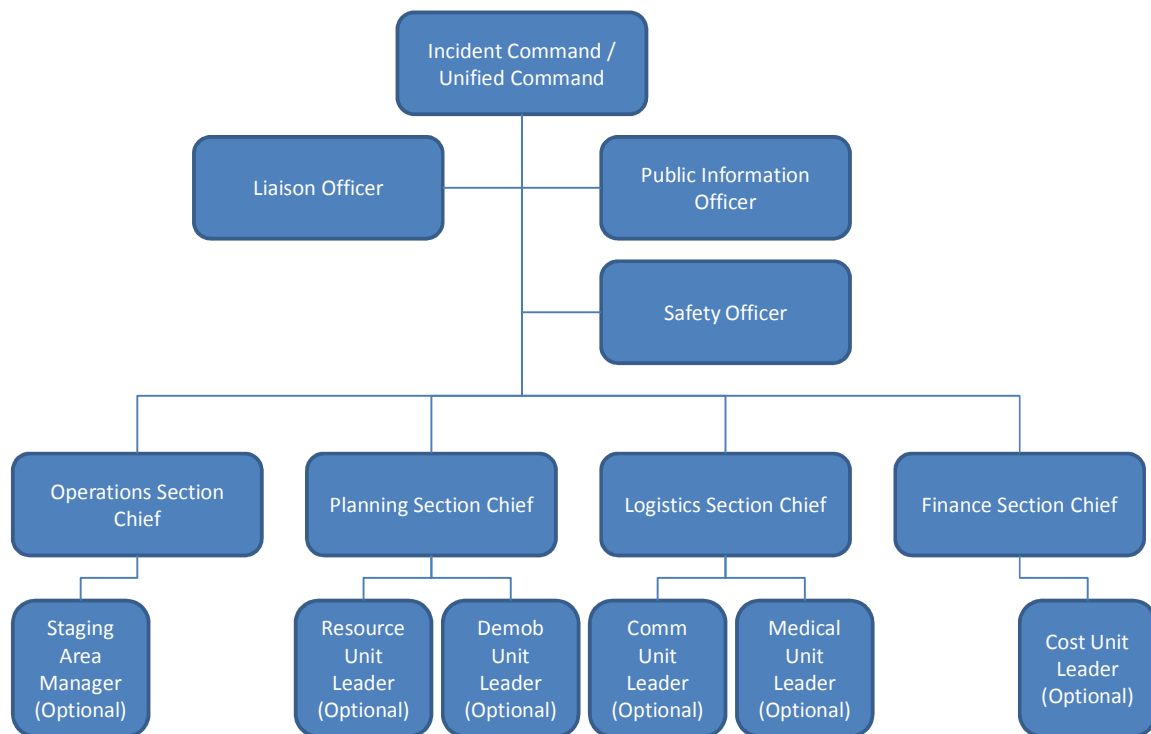 Incident Command /
Unified Command
Liaison Officer
Public Information
Officer
Safety Officer
Operations Section
Chief
Planning Section Chief
Logistics Section Chief
Finance Section Chief
Staging
Area
Manager
(Optional)
Resource
Unit
Leader
(Optional)
Demob
Unit
Leader
(Optional)
Comm
Unit
Leader
(Optional)
Medical
Unit
Leader
(Optional)
Cost Unit
Leader
(Optional)